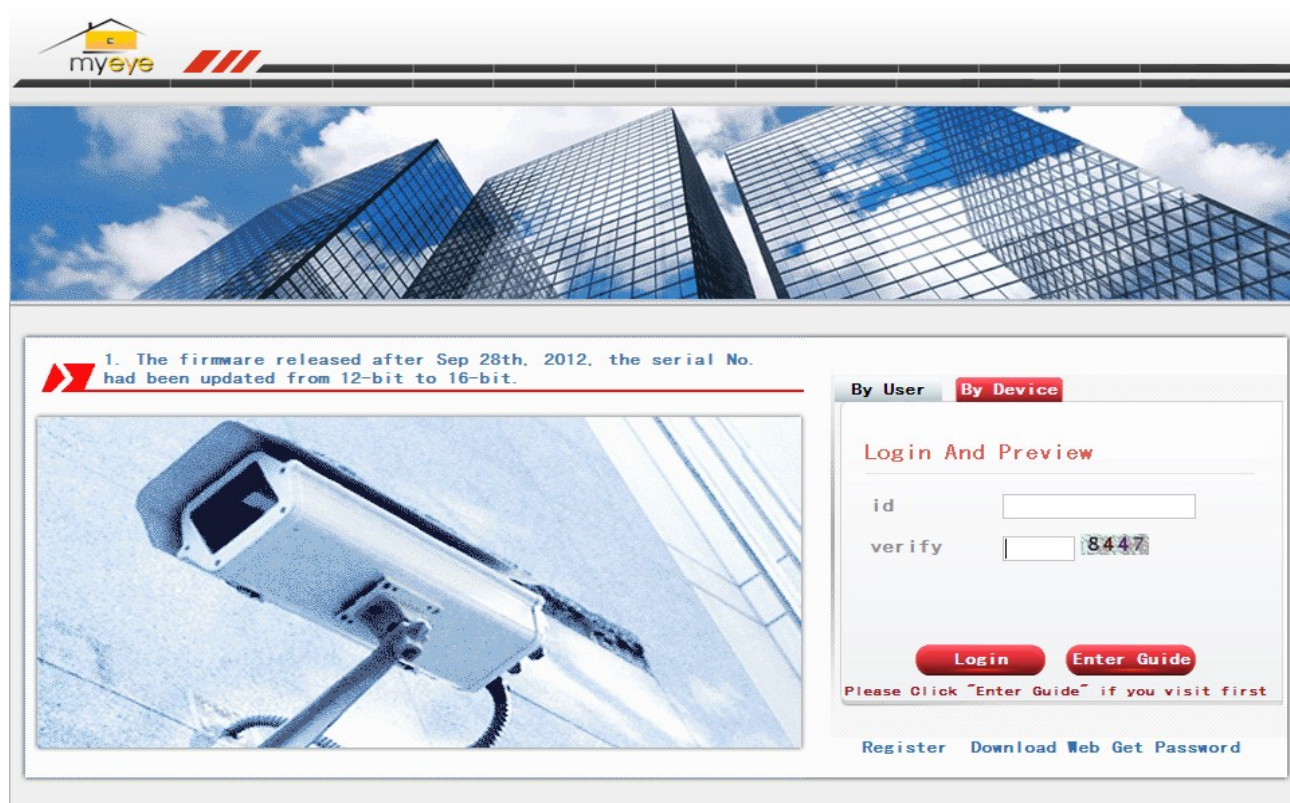 myeye
1. The firmware released after Sep 28th, 2012, the serial No.
had been updated from 12-bit to 16-bit.
By User By Device
Login And Preview
id
verify 8447
Login Enter Guide
Please Click "Enter Guide" if you visit first
Register Download Web Get Password